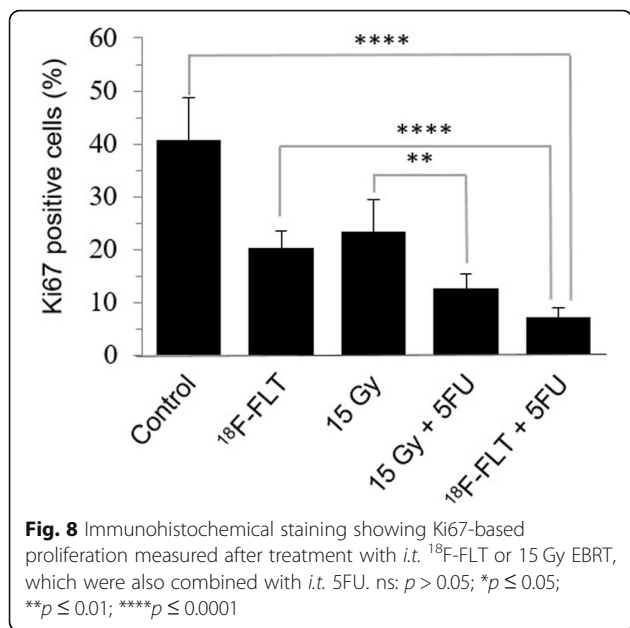 60
50
40
30
20
10
0
Ki67 positive cells (%)
****
****
**
Control
¹⁸F-FLT
15 Gy
15 Gy + 5FU
¹⁸F-FLT + 5FU
Fig. 8 Immunohistochemical staining showing Ki67-based
proliferation measured after treatment with i.t. ¹⁸F-FLT or 15 Gy EBRT,
which were also combined with i.t. 5FU. ns: p > 0.05; *p ≤ 0.05;
**p ≤ 0.01; ****p ≤ 0.0001